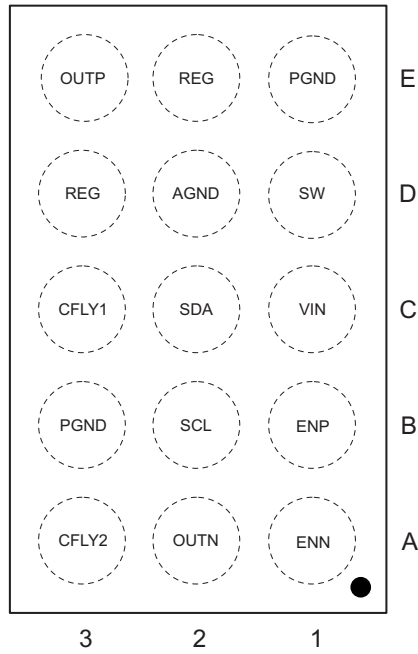 OUTP REG PGND E
REG AGND SW D
CFLY1 SDA VIN C
PGND SCL ENP B
CFLY2 OUTN ENN A
3 2 1